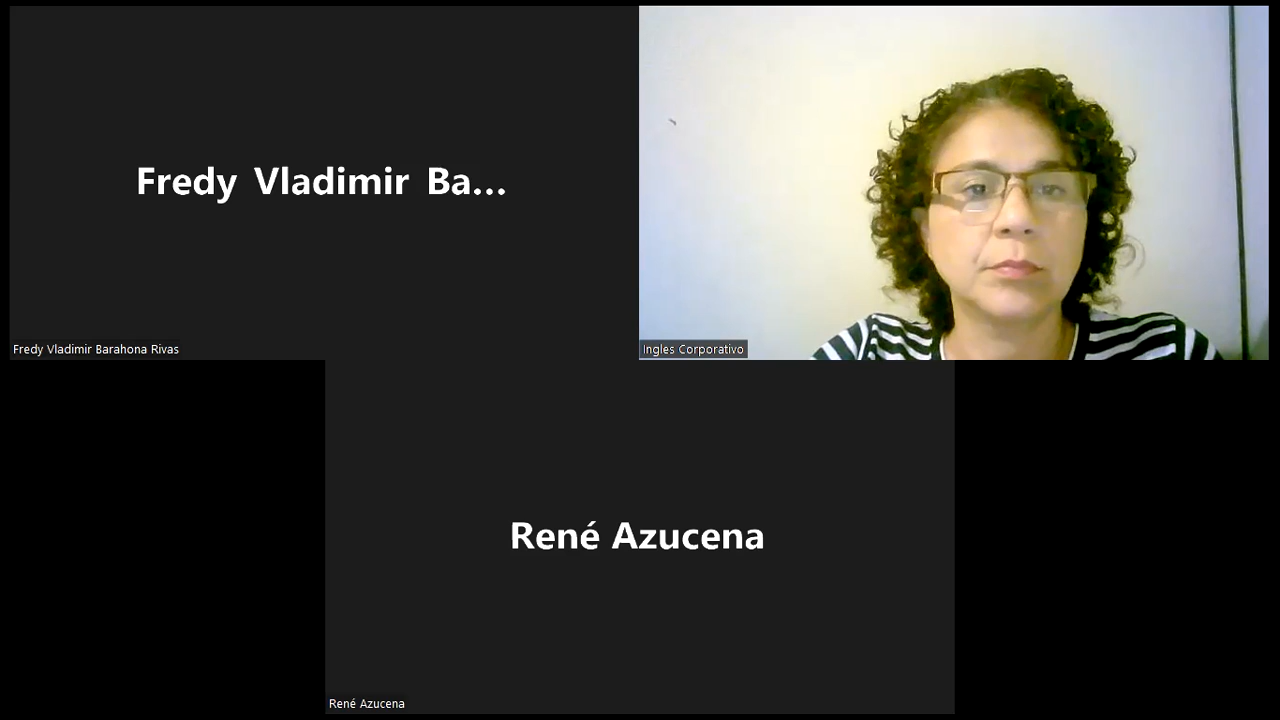 Fredy Vladimir Ba...
Fredy Vladimir Barahona Rivas
Ingles Corporativo
René Azucena
René Azucena